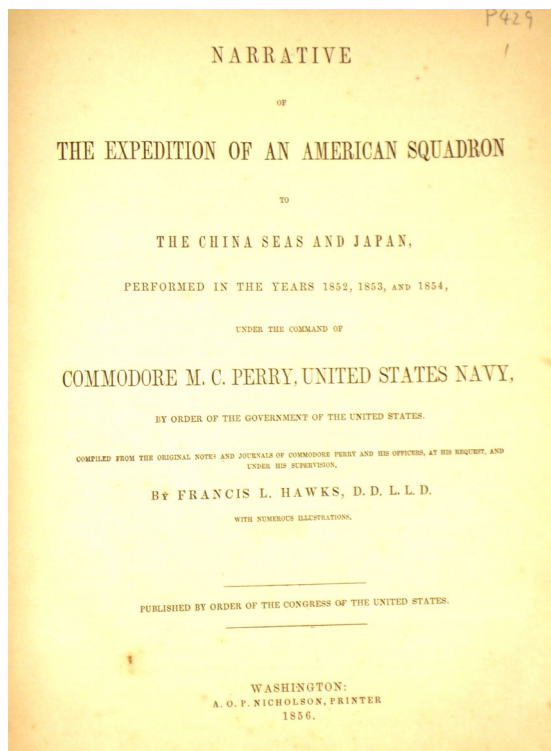 P429
1
NARRATIVE
OF
THE EXPEDITION OF AN AMERICAN SQUADRON
TO
THE CHINA SEAS AND JAPAN,
PERFORMED IN THE YEARS 1852, 1853, AND 1854,
UNDER THE COMMAND OF
COMMODORE M. C. PERRY, UNITED STATES NAVY,
BY ORDER OF THE GOVERNMENT OF THE UNITED STATES.
COMPILED FROM THE ORIGINAL NOTES AND JOURNALS OF COMMODORE PERRY AND HIS OFFICERS, AT HIS REQUEST, AND
UNDER HIS SUPERVISION,
BY FRANCIS L. HAWKS, D. D. L. L. D.
WITH NUMEROUS ILLUSTRATIONS.
PUBLISHED BY ORDER OF THE CONGRESS OF THE UNITED STATES.
WASHINGTON:
A. O. P. NICHOLSON, PRINTER
1856.